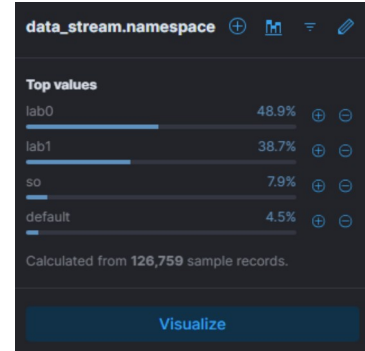 data_stream.namespace
Top values
lab0 48.9%
lab1 38.7%
so 7.9%
default 4.5%
Calculated from 126,759 sample records.
Visualize